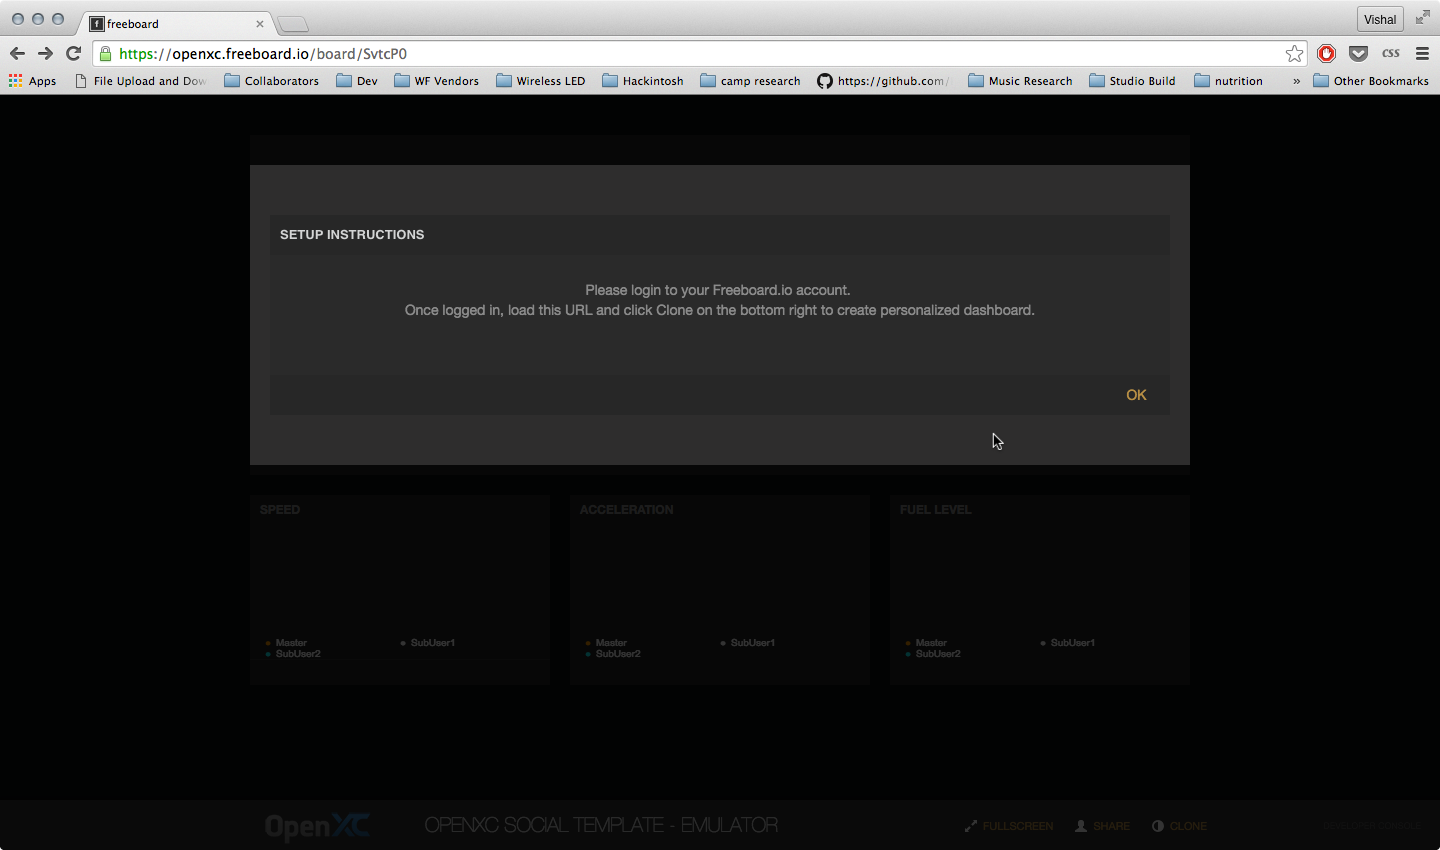 freeboard
Vishal
https://openxc.freeboard.io/board/SvtcP0
css
Apps File Upload and Dow Collaborators Dev WF Vendors Wireless LED Hackintosh camp research https://github.com/ Music Research Studio Build nutrition » Other Bookmarks
SETUP INSTRUCTIONS
Please login to your Freeboard.io account.
Once logged in, load this URL and click Clone on the bottom right to create personalized dashboard.
OK
SPEED ACCELERATION FUEL LEVEL
Master SubUser1 Master SubUser1 Master SubUser1
SubUser2 SubUser2 SubUser2
OpenXC OPENXC SOCIAL TEMPLATE - EMULATOR FULLSCREEN SHARE CLONE